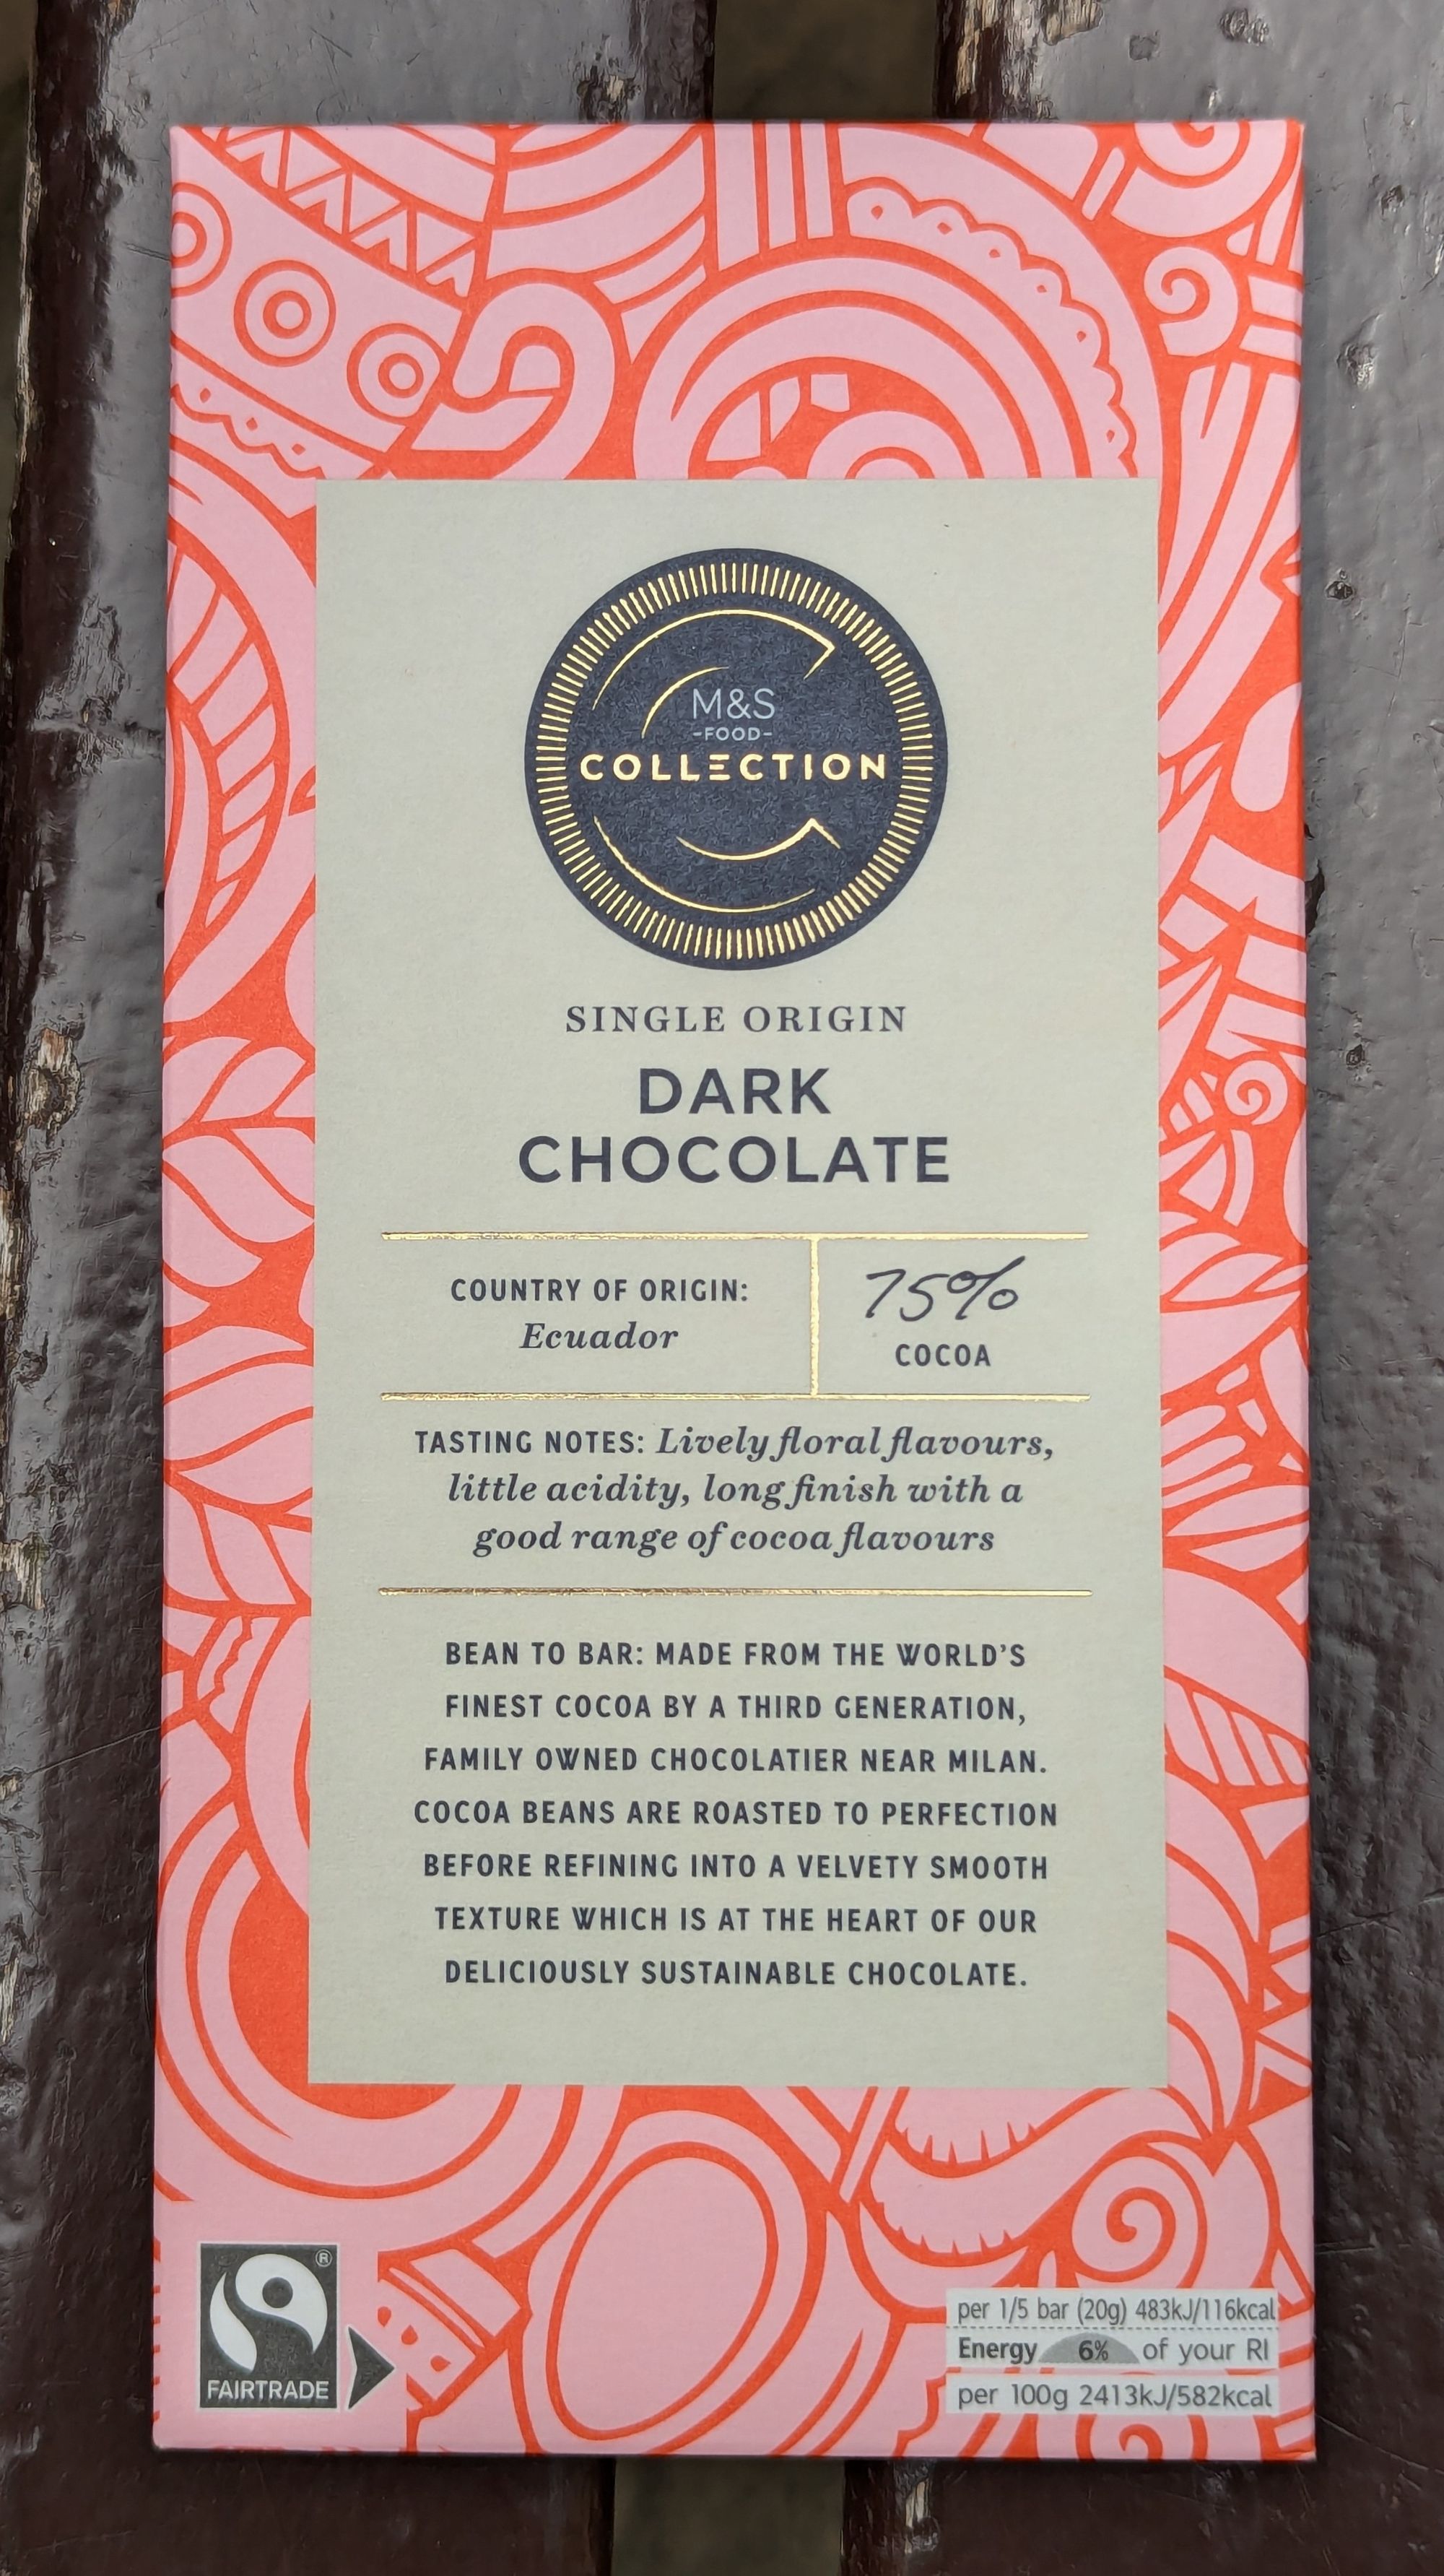 M&S
-FOOD-
COLLECTION
SINGLE ORIGIN
DARK
CHOCOLATE
COUNTRY OF ORIGIN:
Ecuador
75%
COCOA
TASTING NOTES: Lively floral flavours,
little acidity, long finish with a
good range of cocoa flavours
BEAN TO BAR: MADE FROM THE WORLD'S
FINEST COCOA BY A THIRD GENERATION,
FAMILY OWNED CHOCOLATIER NEAR MILAN.
COCOA BEANS ARE ROASTED TO PERFECTION
BEFORE REFINING INTO A VELVETY SMOOTH
TEXTURE WHICH IS AT THE HEART OF OUR
DELICIOUSLY SUSTAINABLE CHOCOLATE.
®
FAIRTRADE
per 1/5 bar (20g) 483kJ/116kcal
Energy 6% of your RI
per 100g 2413kJ/582kcal